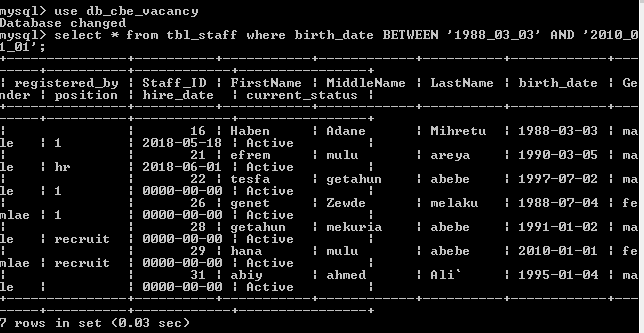 mysql> use db_cbe_vacancy
Database changed
mysql> select * from tbl_staff where birth_date BETWEEN '1988_03_03' AND '2010_0
1_01';
+---------------+----------+-----------+------------+----------+------------+---
----+----------+------------+----------------+
| registered_by | Staff_ID | FirstName | MiddleName | LastName | birth_date | Ge
nder | position | hire_date | current_status |
+---------------+----------+-----------+------------+----------+------------+---
----+----------+------------+----------------+
| 16 | Haben | Adane | Mihretu | 1988-03-03 | ma
le | 1 | 2018-05-18 | Active |
| 21 | efrem | mulu | areya | 1990-03-05 | ma
le | hr | 2018-06-01 | Active |
| 22 | tesfa | getahun | abebe | 1997-07-02 | ma
le | 1 | 0000-00-00 | Active |
| 26 | genet | Zewde | melaku | 1988-07-04 | fe
mlae | 1 | 0000-00-00 | Active |
| 28 | getahun | mekuria | abebe | 1991-01-02 | ma
le | recruit | 0000-00-00 | Active |
| 29 | hana | mulu | abebe | 2010-01-01 | fe
mlae | recruit | 0000-00-00 | Active |
| 31 | abiy | ahmed | Ali` | 1995-01-04 | ma
le | | 0000-00-00 | Active |
+---------------+----------+-----------+------------+----------+------------+---
----+----------+------------+----------------+
7 rows in set (0.03 sec)